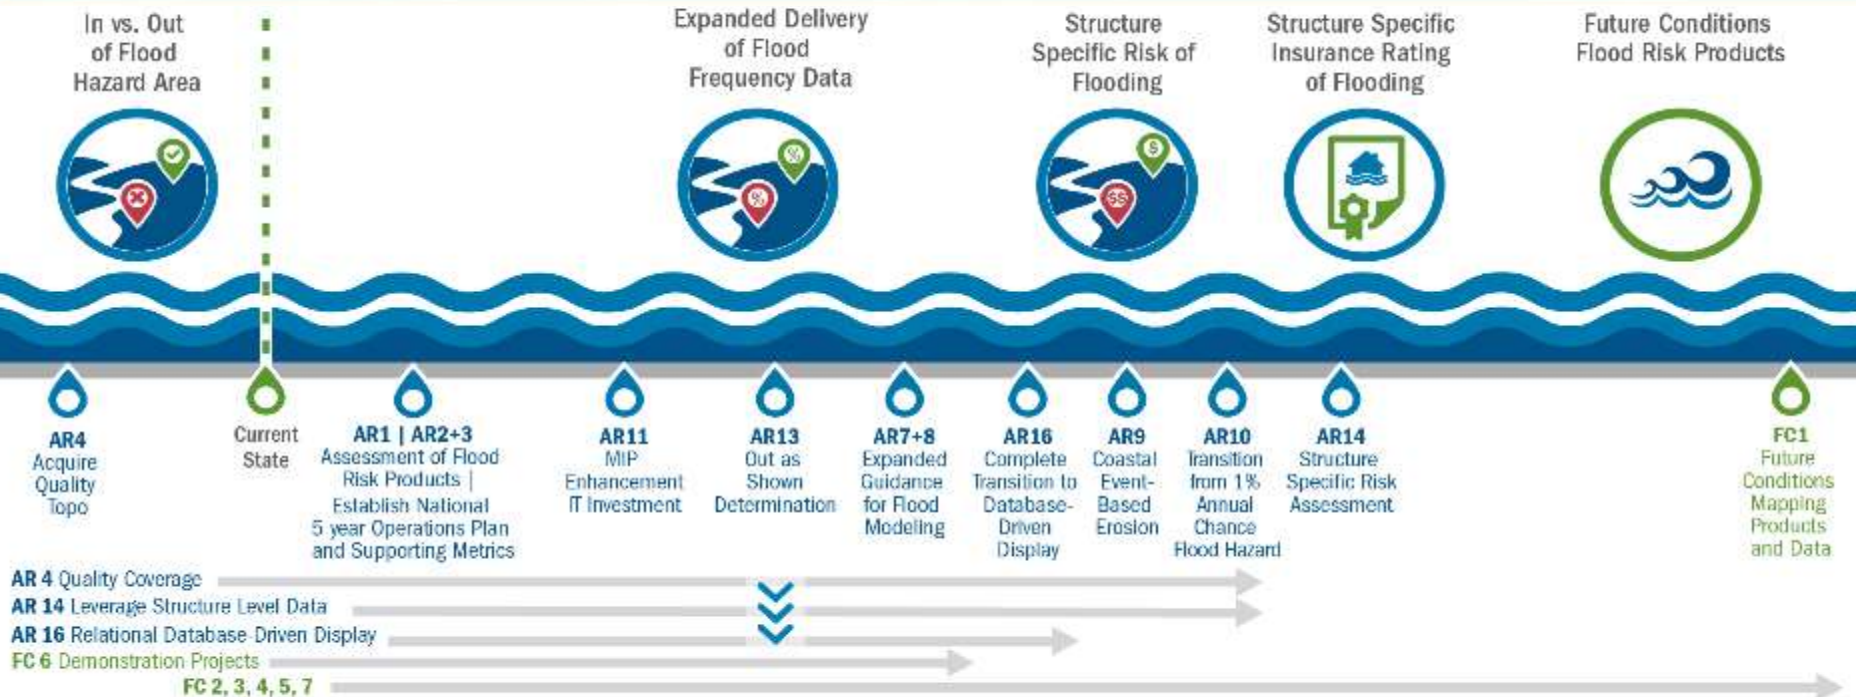 In vs. Out
of Flood
Hazard Area
Expanded Delivery
of Flood
Frequency Data
Structure
Specific Risk of
Flooding
Structure Specific
Insurance Rating
of Flooding
Future Conditions
Flood Risk Products
%
%
$
$$
AR4
Acquire
Quality
Topo
Current
State
AR1 | AR2+3
Assessment of Flood
Risk Products |
Establish National
5 year Operations Plan
and Supporting Metrics
AR11
MIP
Enhancement
IT Investment
AR13
Out as
Shown
Determination
AR7+8
Expanded
Guidance
for Flood
Modeling
AR16
Complete
Transition to
Database-
Driven
Display
AR9
Coastal
Event-
Based
Erosion
AR10
Transition
from 1%
Annual
Chance
Flood Hazard
AR14
Structure
Specific Risk
Assessment
FC1
Future
Conditions
Mapping
Products
and Data
AR 4 Quality Coverage
AR 14 Leverage Structure Level Data
AR 16 Relational Database-Driven Display
FC 6 Demonstration Projects
FC 2, 3, 4, 5, 7